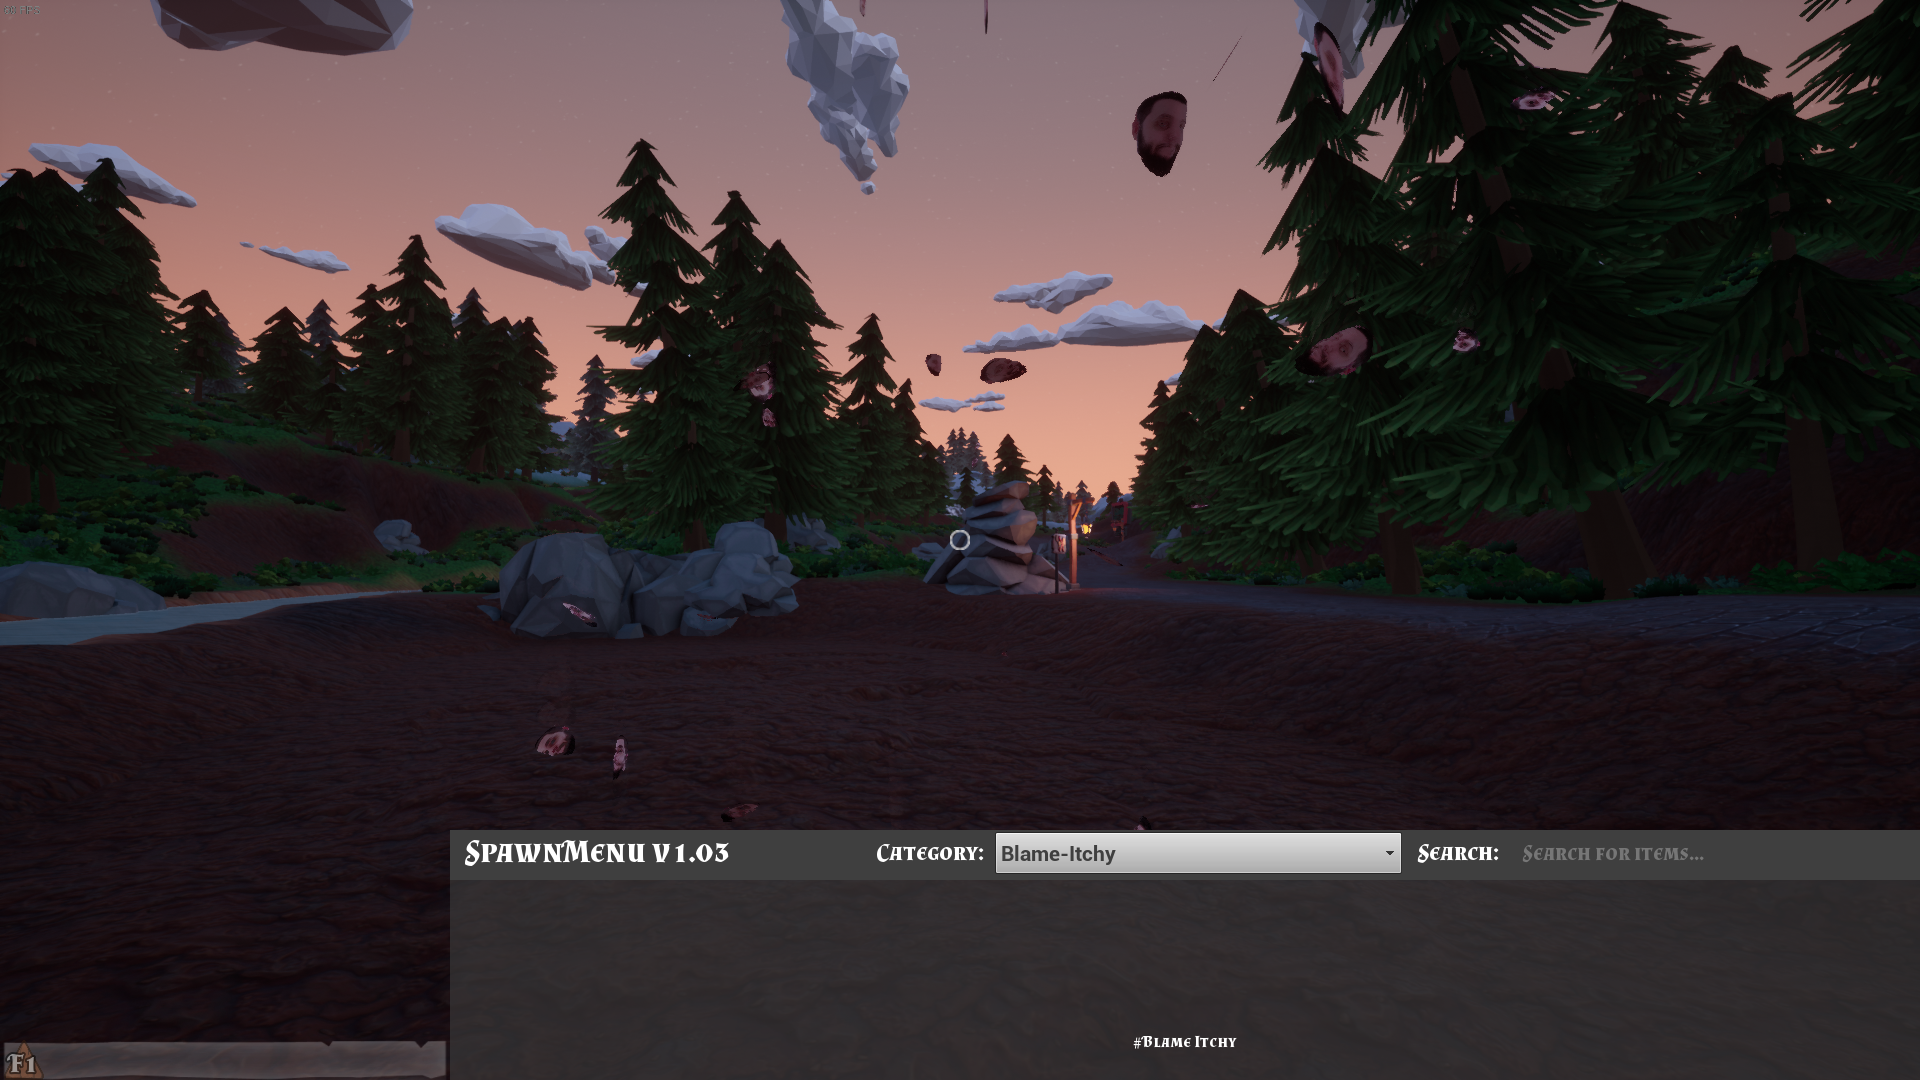 SpawnMenu v1.03
Category:
Blame-Itchy
Search:
Search for items...
#Blame Itchy
F1